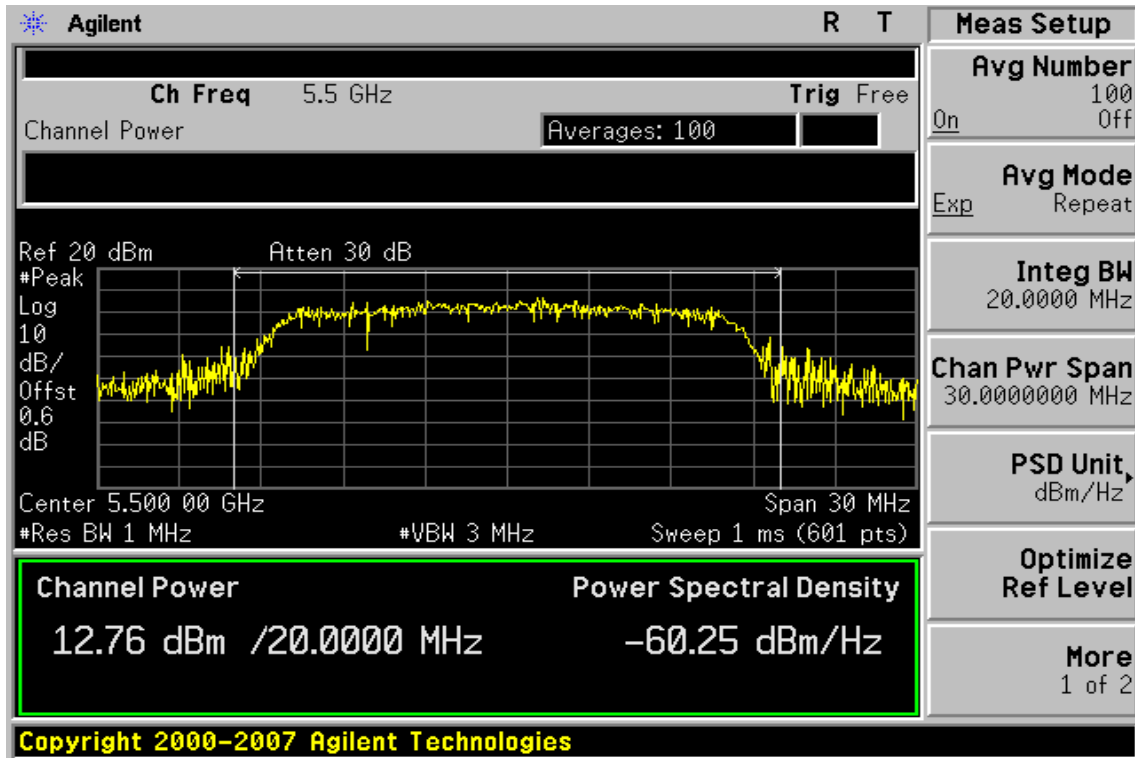 Agilent R T
Ch Freq 5.5 GHz Trig Free
Channel Power Averages: 100
Ref 20 dBm Atten 30 dB
#Peak
Log
10
dB/
Offst
0.6
dB
Center 5.500 00 GHz Span 30 MHz
#Res BW 1 MHz #VBW 3 MHz Sweep 1 ms (601 pts)
Channel Power Power Spectral Density
12.76 dBm /20.0000 MHz -60.25 dBm/Hz
Copyright 2000-2007 Agilent Technologies
Meas Setup
Avg Number
100
On Off
Avg Mode
Exp Repeat
Integ BW
20.0000 MHz
Chan Pwr Span
30.0000000 MHz
PSD Unit
dBm/Hz
Optimize
Ref Level
More
1 of 2